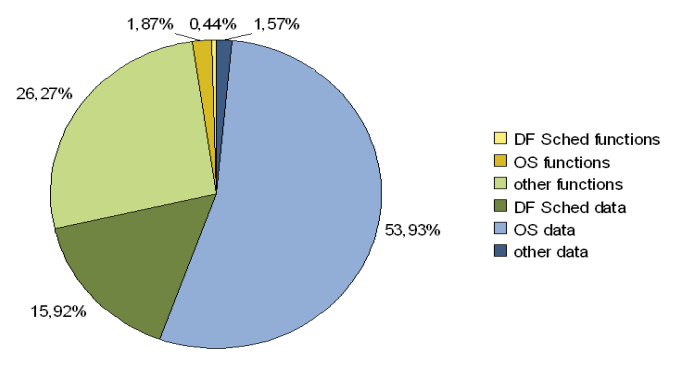 1,87% 0,44% 1,57%
26,27%
53,93%
15,92%
DF Sched functions
OS functions
other functions
DF Sched data
OS data
other data